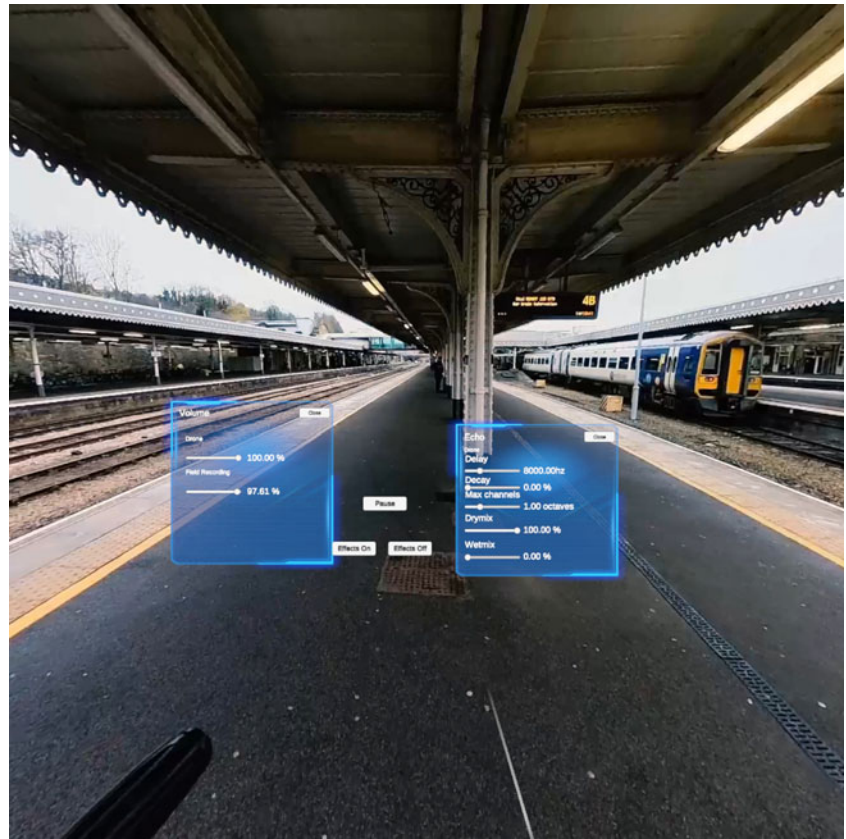 4B
Volume
Close
Drone
100.00 %
Field Recording
97.61 %
Echo
Close
Drone
Delay
8000.00hz
Decay
0.00 %
Max channels
1.00 octaves
Drymix
100.00 %
Wetmix
0.00 %
Pause
Effects On
Effects Off